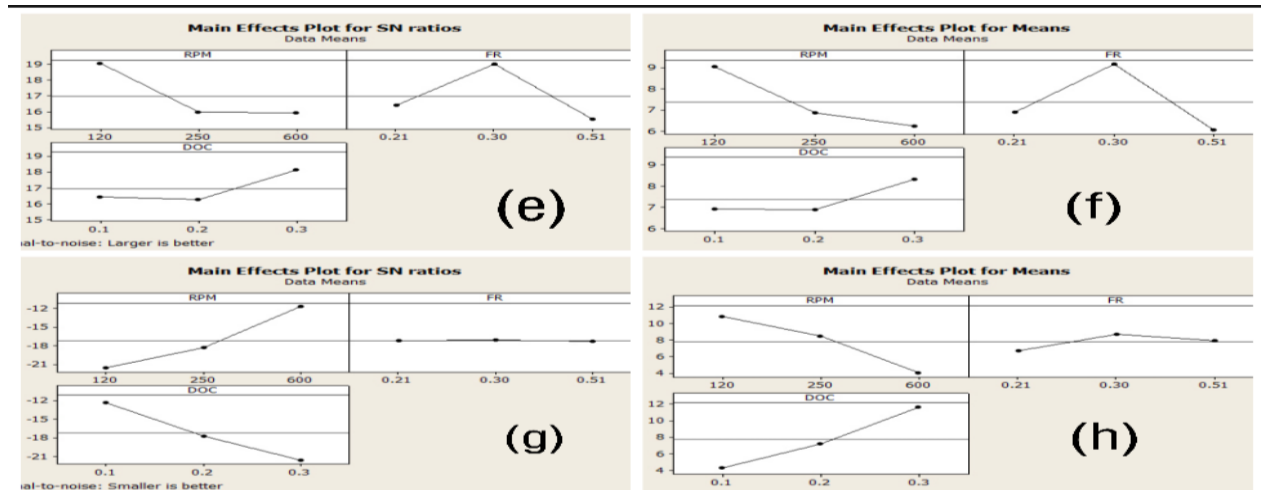 Main Effects Plot for SN ratios
Data Means
RPM FR
19
18
17
16
15
120 250 600 0.21 0.30 0.51
DOC
19
18
17
16
15
0.1 0.2 0.3
(e)
al-to-noise: Larger is better
Main Effects Plot for Means
Data Means
RPM FR
9
8
7
6
120 250 600 0.21 0.30 0.51
DOC
9
8
7
6
0.1 0.2 0.3
(f)
Main Effects Plot for SN ratios
Data Means
RPM FR
-12
-15
-18
-21
120 250 600 0.21 0.30 0.51
DOC
-12
-15
-18
-21
0.1 0.2 0.3
(g)
al-to-noise: Smaller is better
Main Effects Plot for Means
Data Means
RPM FR
12
10
8
6
4
120 250 600 0.21 0.30 0.51
DOC
12
10
8
6
4
0.1 0.2 0.3
(h)